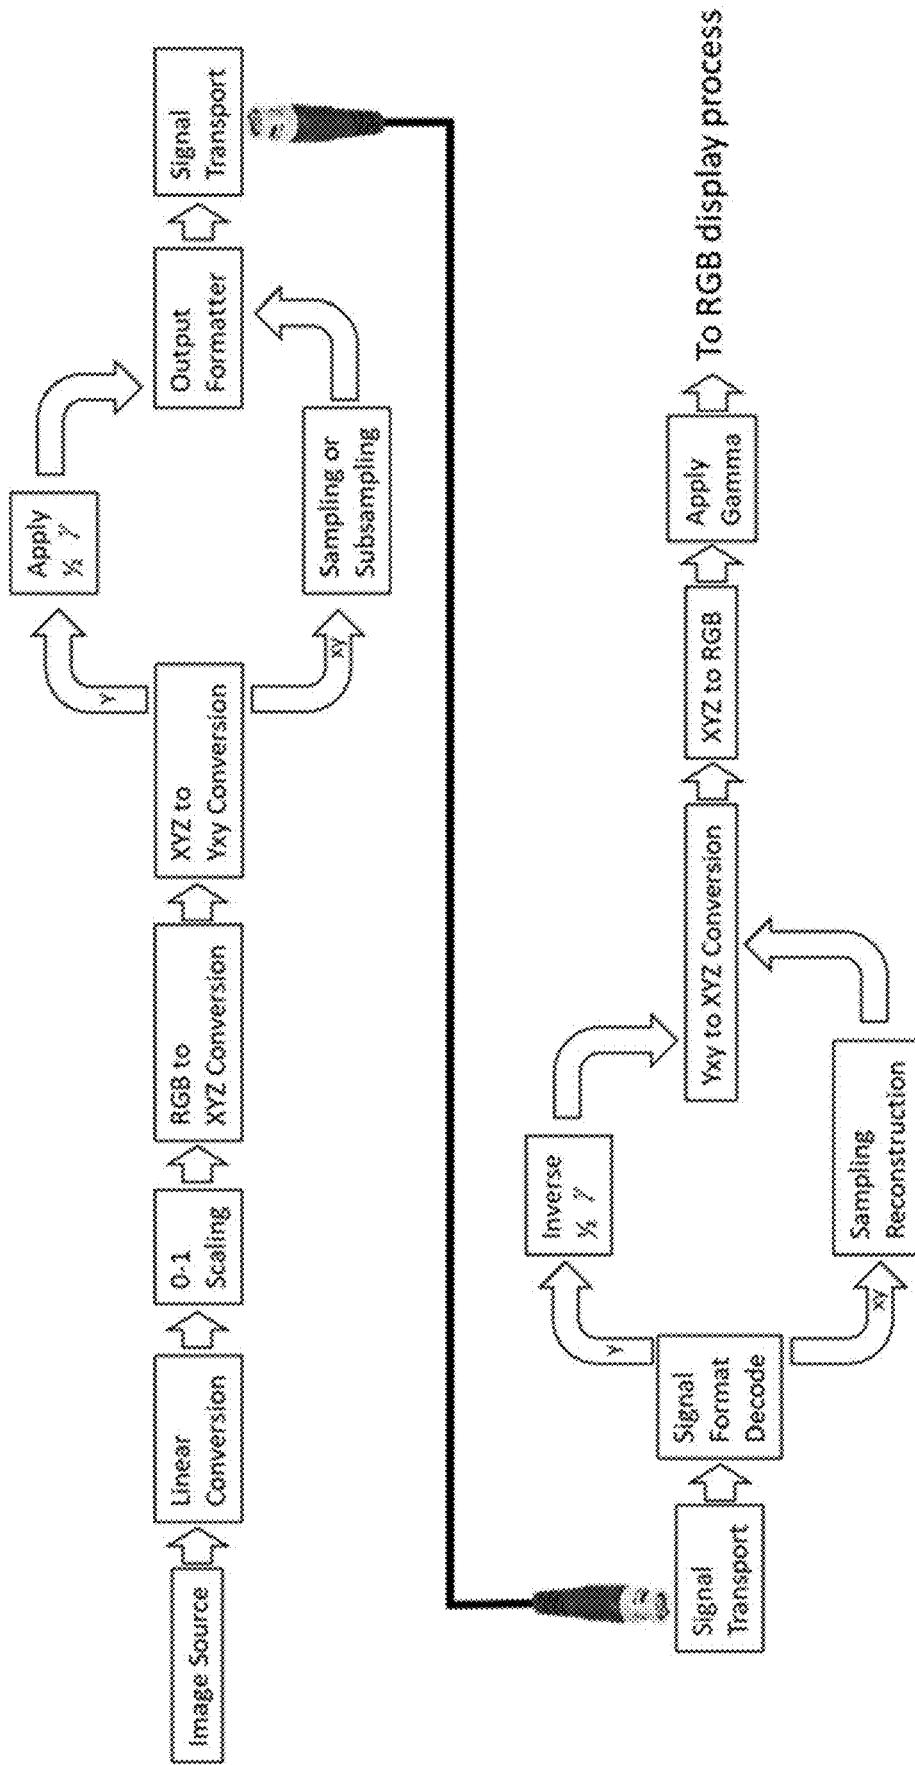 Image Source
Linear
Conversion
0-1
Scaling
RGB to
XYZ Conversion
XYZ to
Yxy Conversion
Y
xy
Apply
½ γ
Sampling or
Subsampling
Output
Formatter
Signal
Transport
Signal
Transport
Signal
Format
Decode
Y
xy
Inverse
½ γ
Sampling
Reconstruction
Yxy to XYZ Conversion
XYZ to RGB
Apply
Gamma
To RGB display process